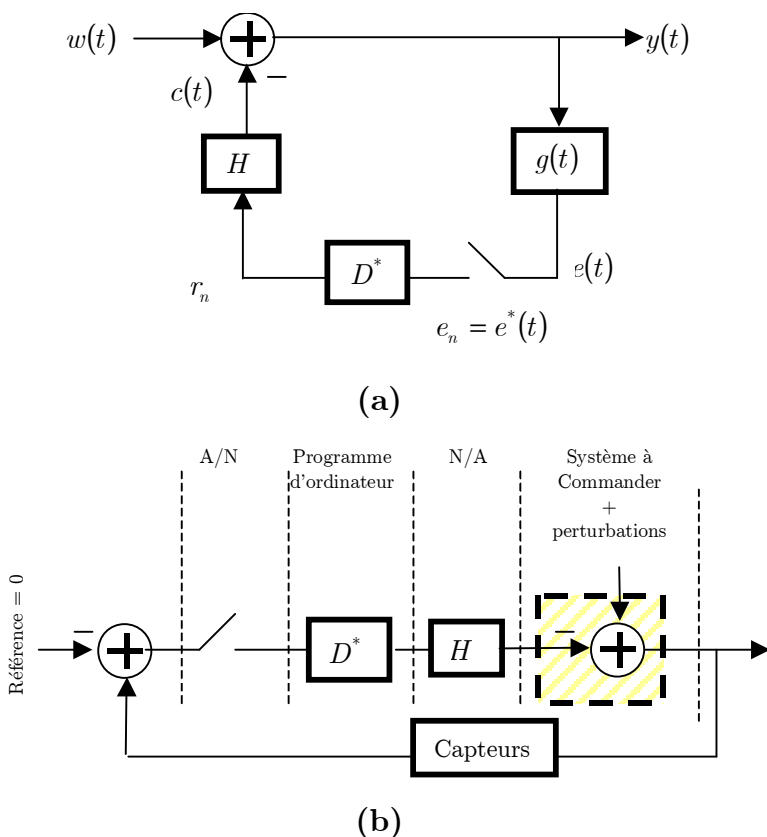 w(t)
y(t)
c(t)
−
H
g(t)
D*
e(t)
r_n
e_n = e*(t)
(a)
A/N
Programme
d'ordinateur
N/A
Système à
Commander
+
perturbations
Référence = 0
−
D*
H
−
Capteurs
(b)